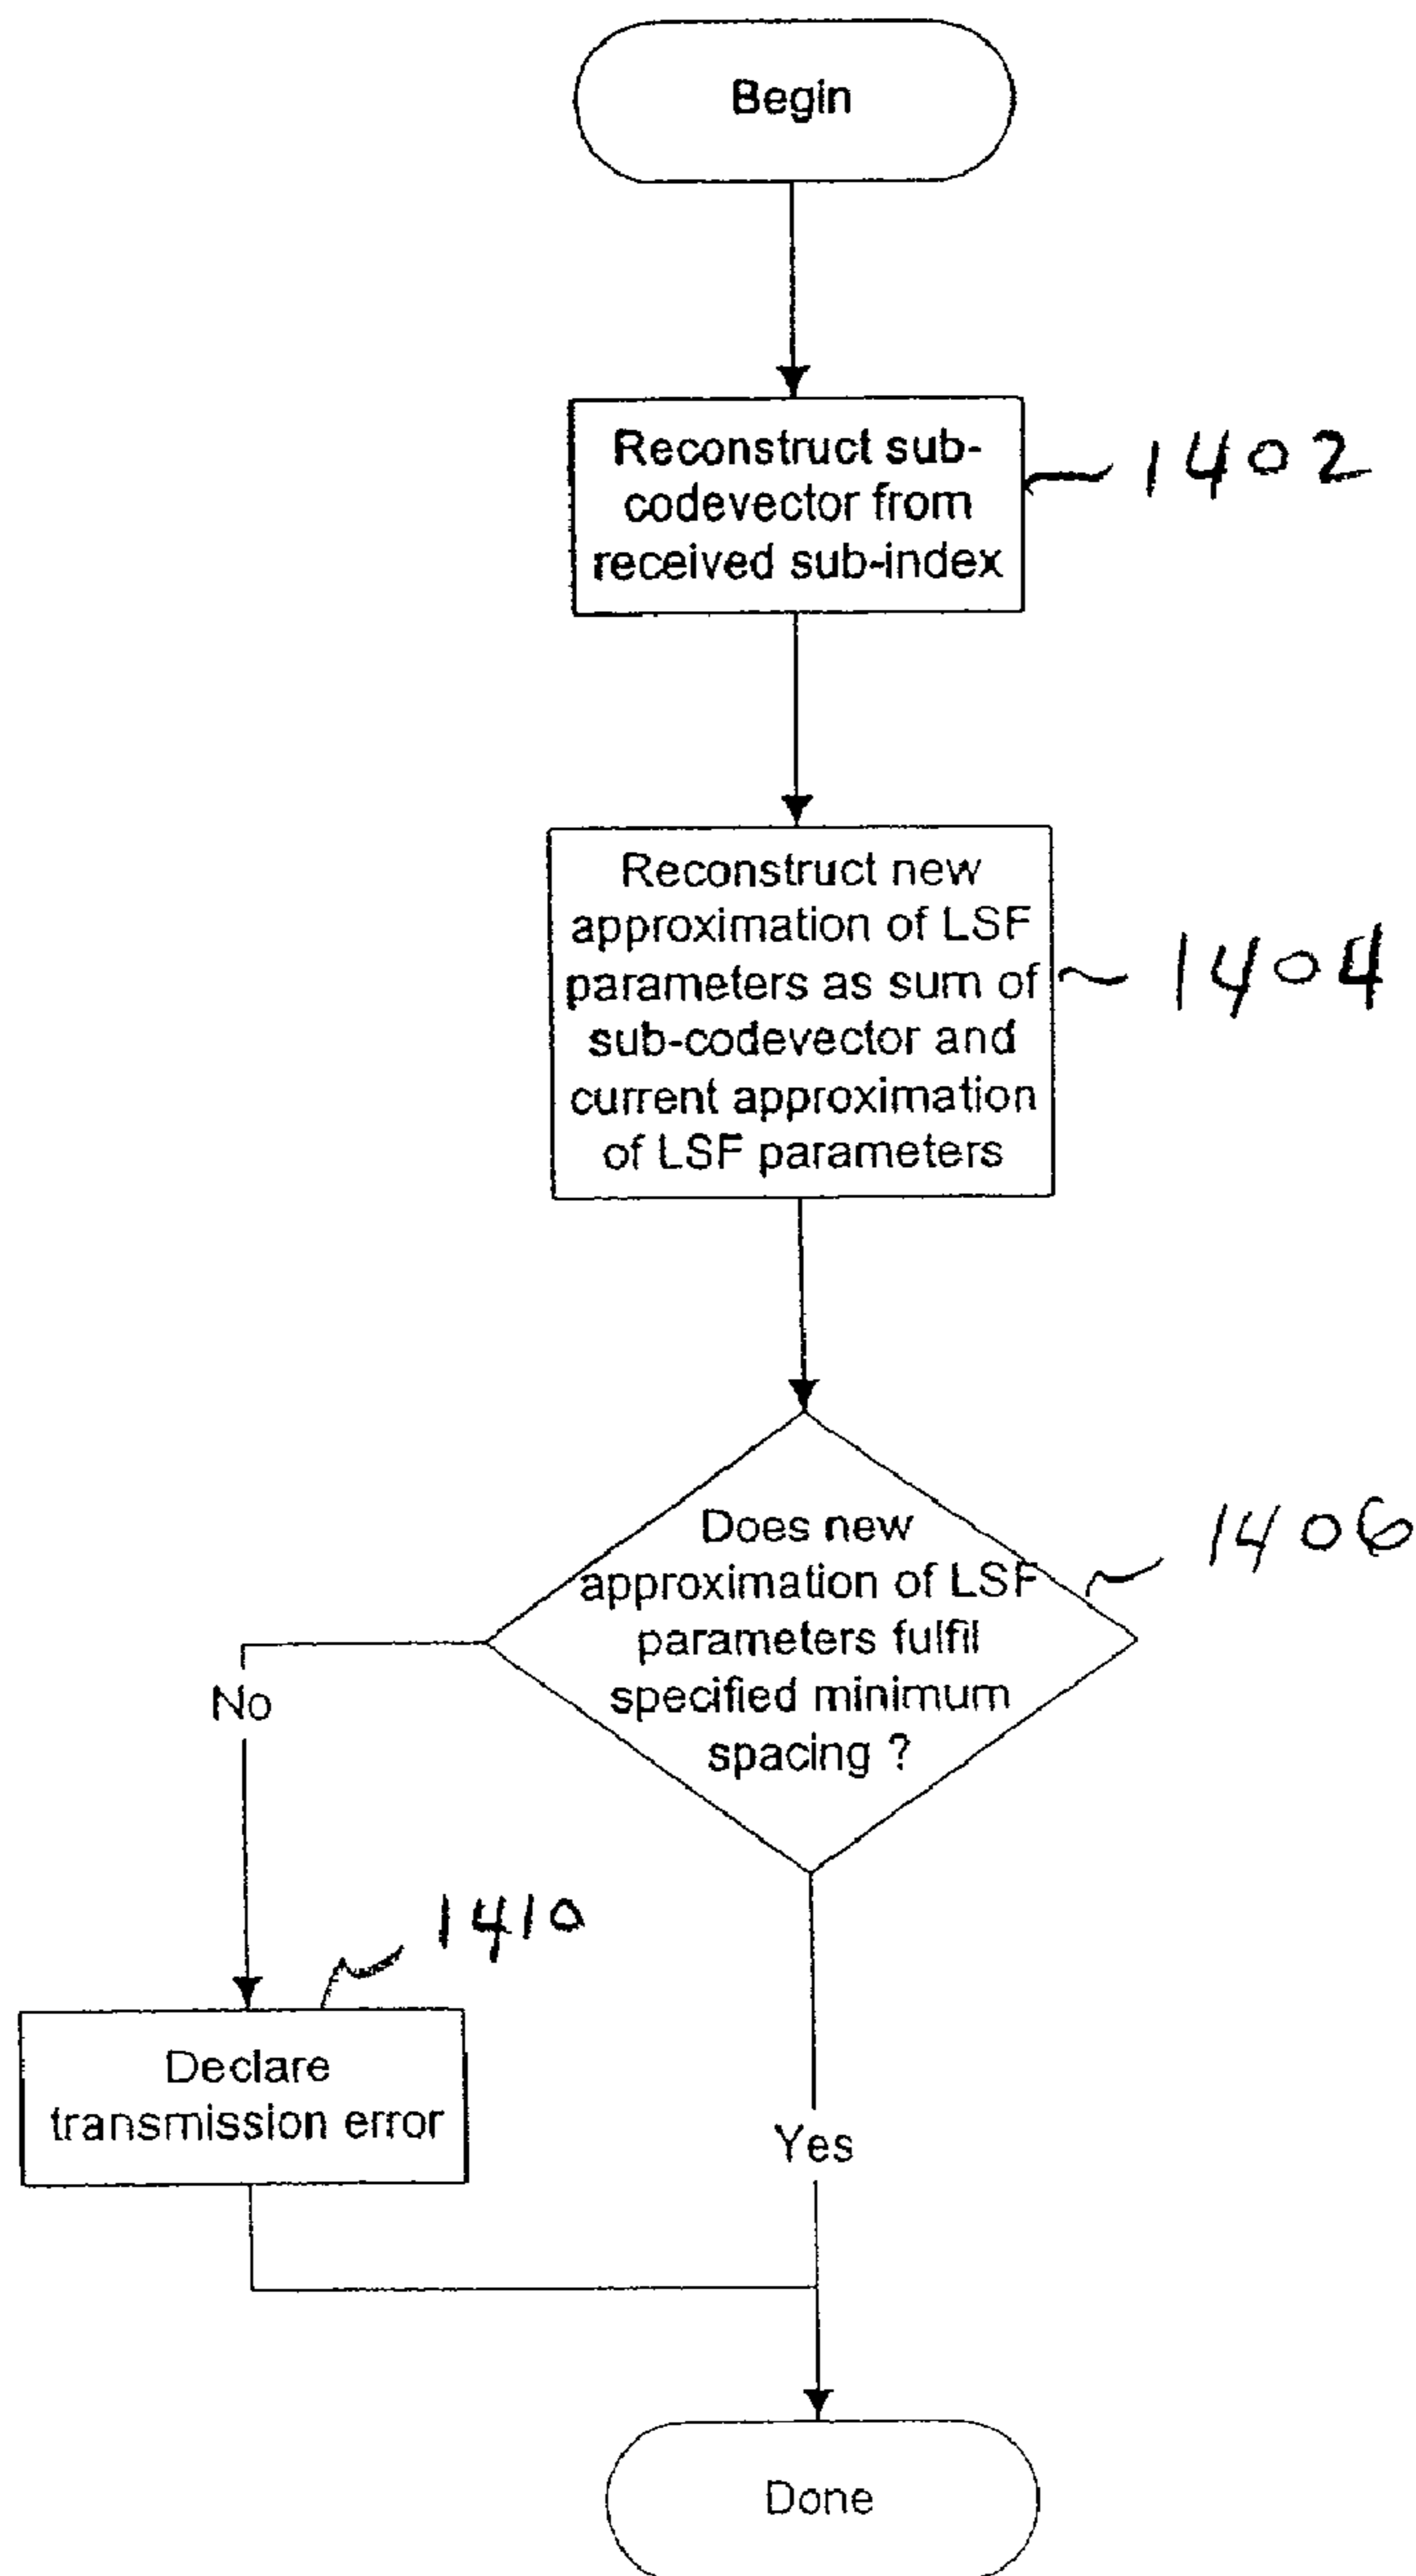 Begin
Reconstruct sub-
codevector from
received sub-index
1402
Reconstruct new
approximation of LSF
parameters as sum of
sub-codevector and
current approximation
of LSF parameters
1404
Does new
approximation of LSF
parameters fulfil
specified minimum
spacing ?
1406
No
1410
Declare
transmission error
Yes
Done